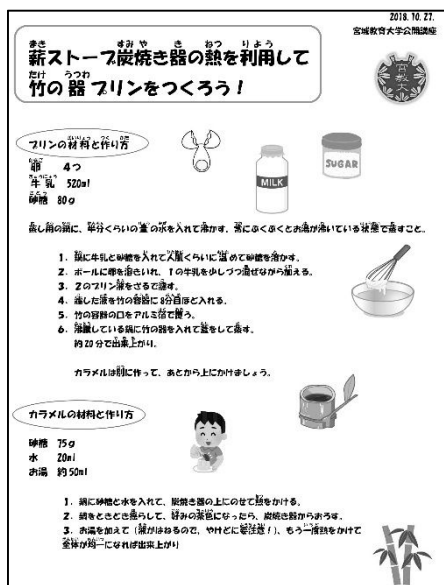 2018.10.27.
宮城教育大学公開講座
薪ストーブ炭焼き器の熱を利用して
竹の器プリンをつくろう！
宮教大
プリンの材料と作り方
卵　4つ
牛乳　520ml
砂糖　80g
MILK
SUGAR
蒸し用の鍋に、半分くらいの量の水を入れて沸かす。常にぶくぶくとお湯が沸いている状態で蒸すこと。
1. 鍋に牛乳と砂糖を入れて人肌くらいに温めて砂糖を溶かす。
2. ボールに卵を溶きいれ、1の牛乳を少しづつ混ぜながら加える。
3. 2のプリン液をざるで漉す。
4. 漉した液を竹の容器に8分目ほど入れる。
5. 竹の容器の口をアルミ箔で覆う。
6. 沸騰している鍋に竹の器を入れて蓋をして蒸す。
約20分で出来上がり。
カラメルは別に作って、あとから上にかけましょう。
カラメルの材料と作り方
砂糖　75g
水　20ml
お湯　約50ml
1. 鍋に砂糖と水を入れて、炭焼き器の上にのせて熱をかける。
2. 鍋をときどき揺らして、好みの茶色になったら、炭焼き器からおろす。
3. お湯を加えて（液がはねるので、やけどに要注意！）、もう一度熱をかけて
全体が均一になれば出来上がり